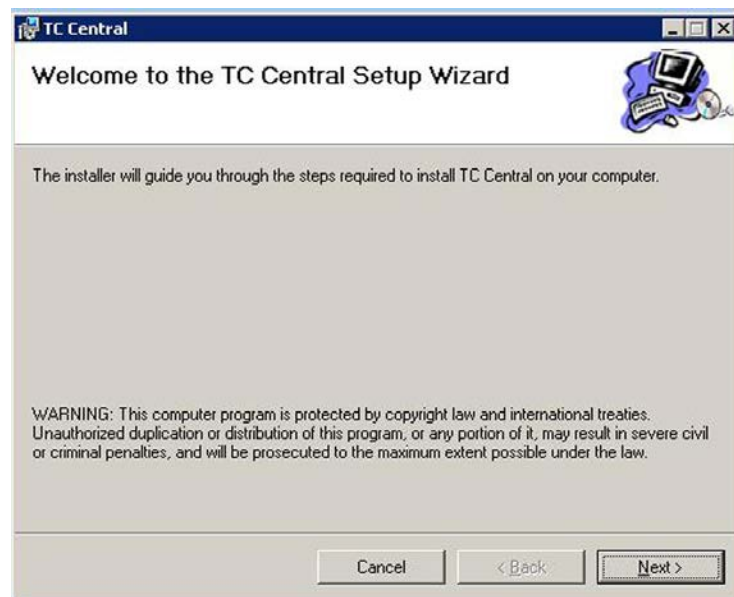 TC Central
Welcome to the TC Central Setup Wizard
The installer will guide you through the steps required to install TC Central on your computer.
WARNING: This computer program is protected by copyright law and international treaties.
Unauthorized duplication or distribution of this program, or any portion of it, may result in severe civil
or criminal penalties, and will be prosecuted to the maximum extent possible under the law.
Cancel < Back Next >